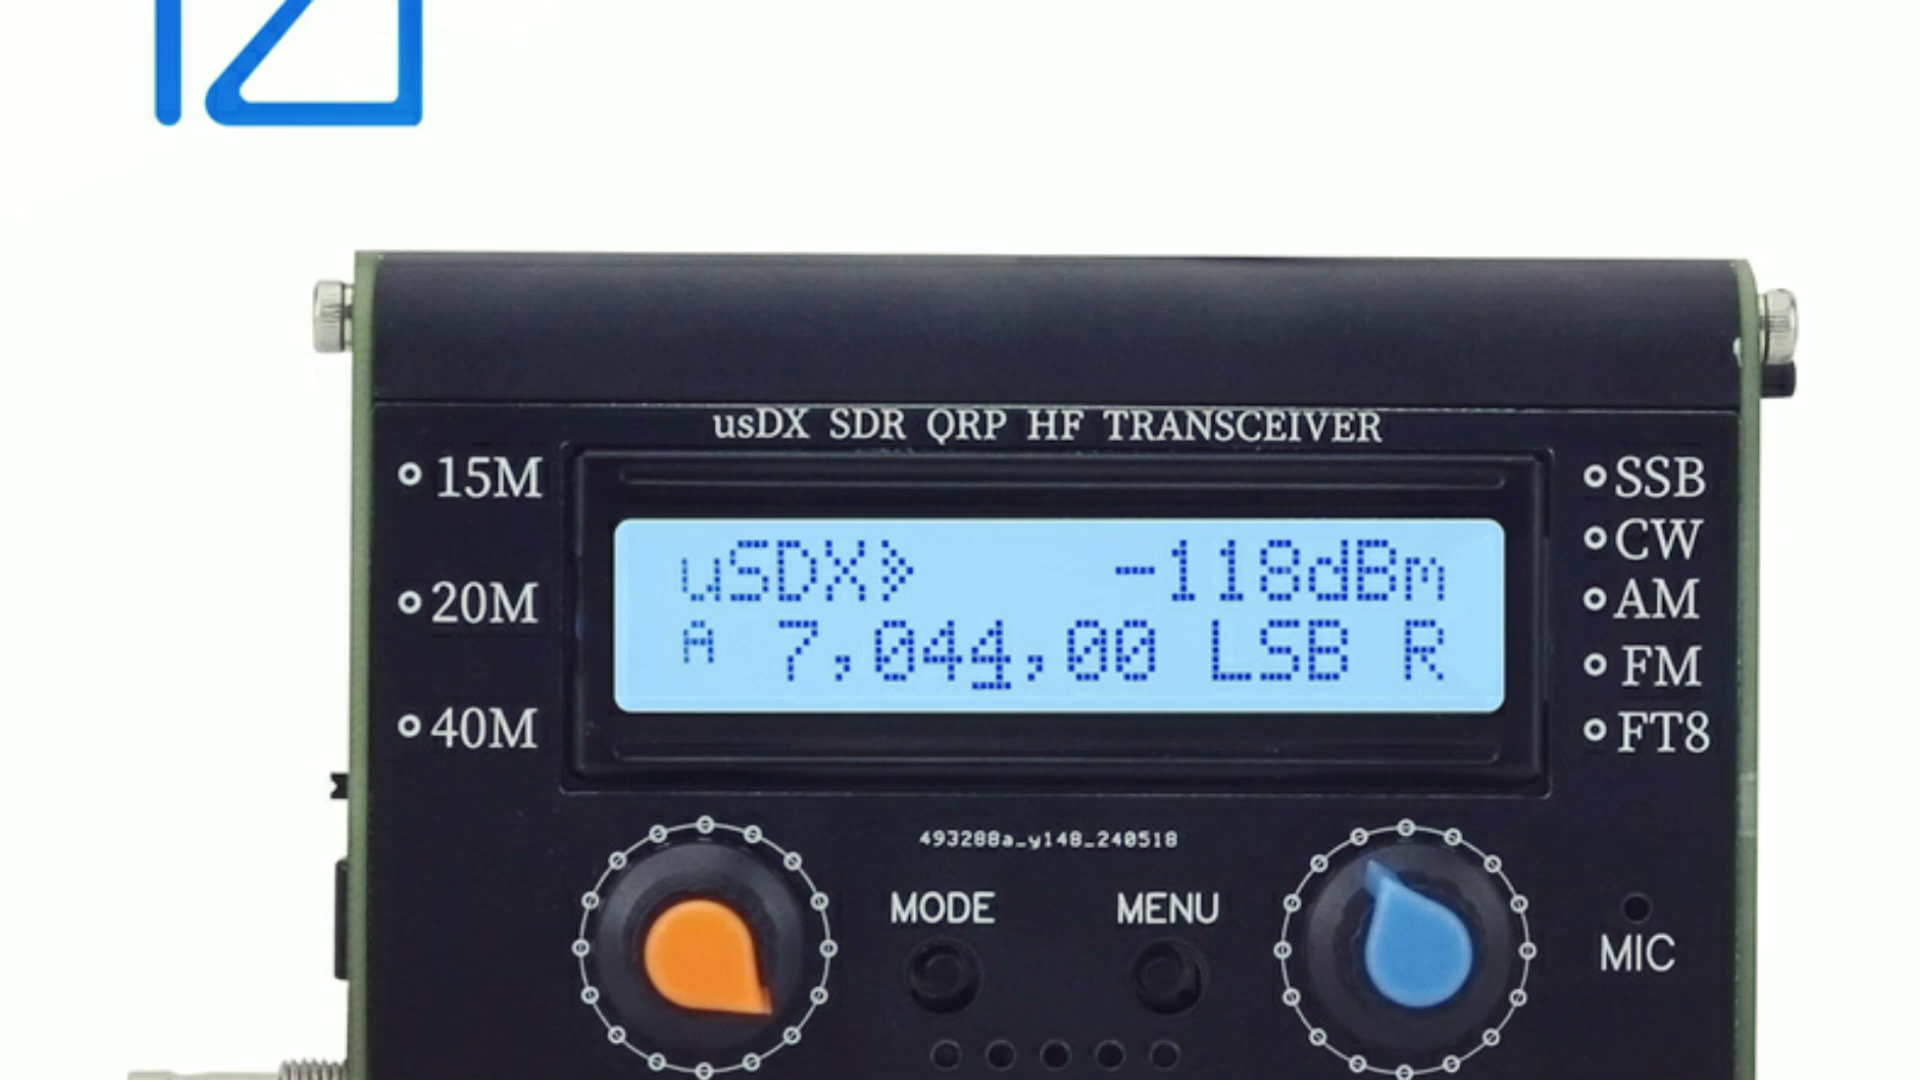 usDX SDR QRP HF TRANSCEIVER
15M
20M
40M
uSDX» -118dBm
A 7,044,00 LSB R
SSB
CW
AM
FM
FT8
493288a_y148_240518
MODE
MENU
MIC